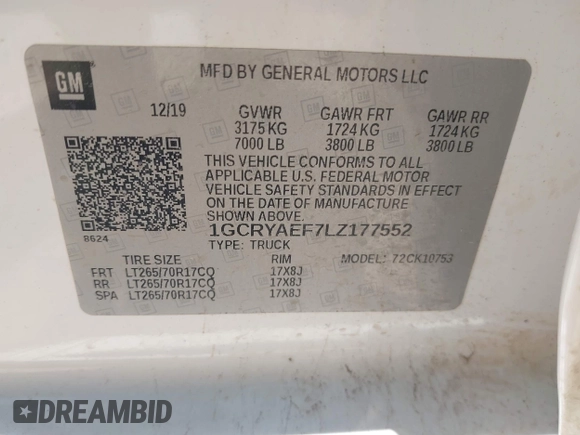 GM
MFD BY GENERAL MOTORS LLC
12/19 GVWR GAWR FRT GAWR RR
3175 KG 1724 KG 1724 KG
7000 LB 3800 LB 3800 LB
THIS VEHICLE CONFORMS TO ALL
APPLICABLE U.S. FEDERAL MOTOR
VEHICLE SAFETY STANDARDS IN EFFECT
ON THE DATE OF MANUFACTURE
SHOWN ABOVE.
1GCRYAEF7LZ177552
8624
TYPE: TRUCK
TIRE SIZE RIM MODEL: 72CK10753
FRT LT265/70R17CQ 17X8J
RR LT265/70R17CQ 17X8J
SPA LT265/70R17CQ 17X8J
DREAMBID